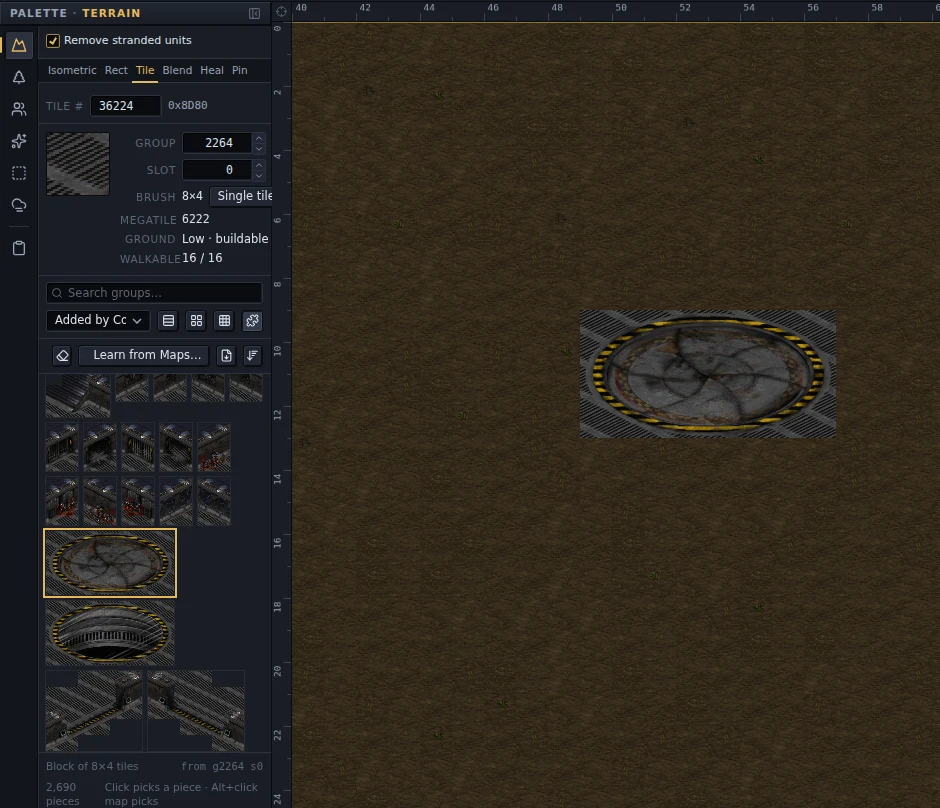 PALETTE · TERRAIN
Remove stranded units
Isometric Rect Tile Blend Heal Pin
TILE # 36224 0x8D80
GROUP 2264
SLOT 0
BRUSH 8×4 Single tile
MEGATILE 6222
GROUND Low · buildable
WALKABLE 16 / 16
Search groups...
Added by Cc
Learn from Maps...
Block of 8×4 tiles from g2264 s0
2,690 pieces Click picks a piece · Alt+click map picks
40 42 44 46 48 50 52 54 56 58 6
0
2
4
6
8
10
12
14
16
18
20
22
24